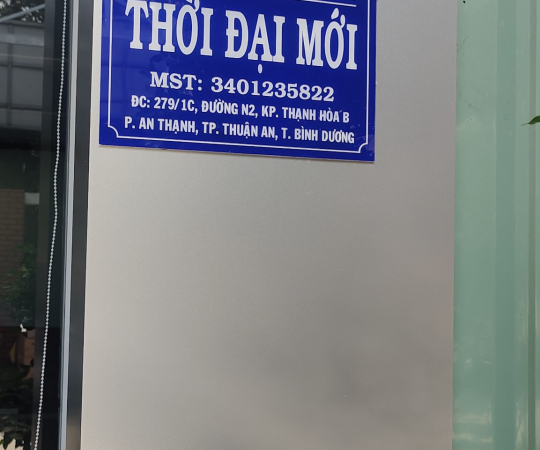 THỜI ĐẠI MỚI
MST: 3401235822
ĐC: 279/1C, ĐƯỜNG N2, KP. THẠNH HÒA B
P. AN THẠNH, TP. THUẬN AN, T. BÌNH DƯƠNG